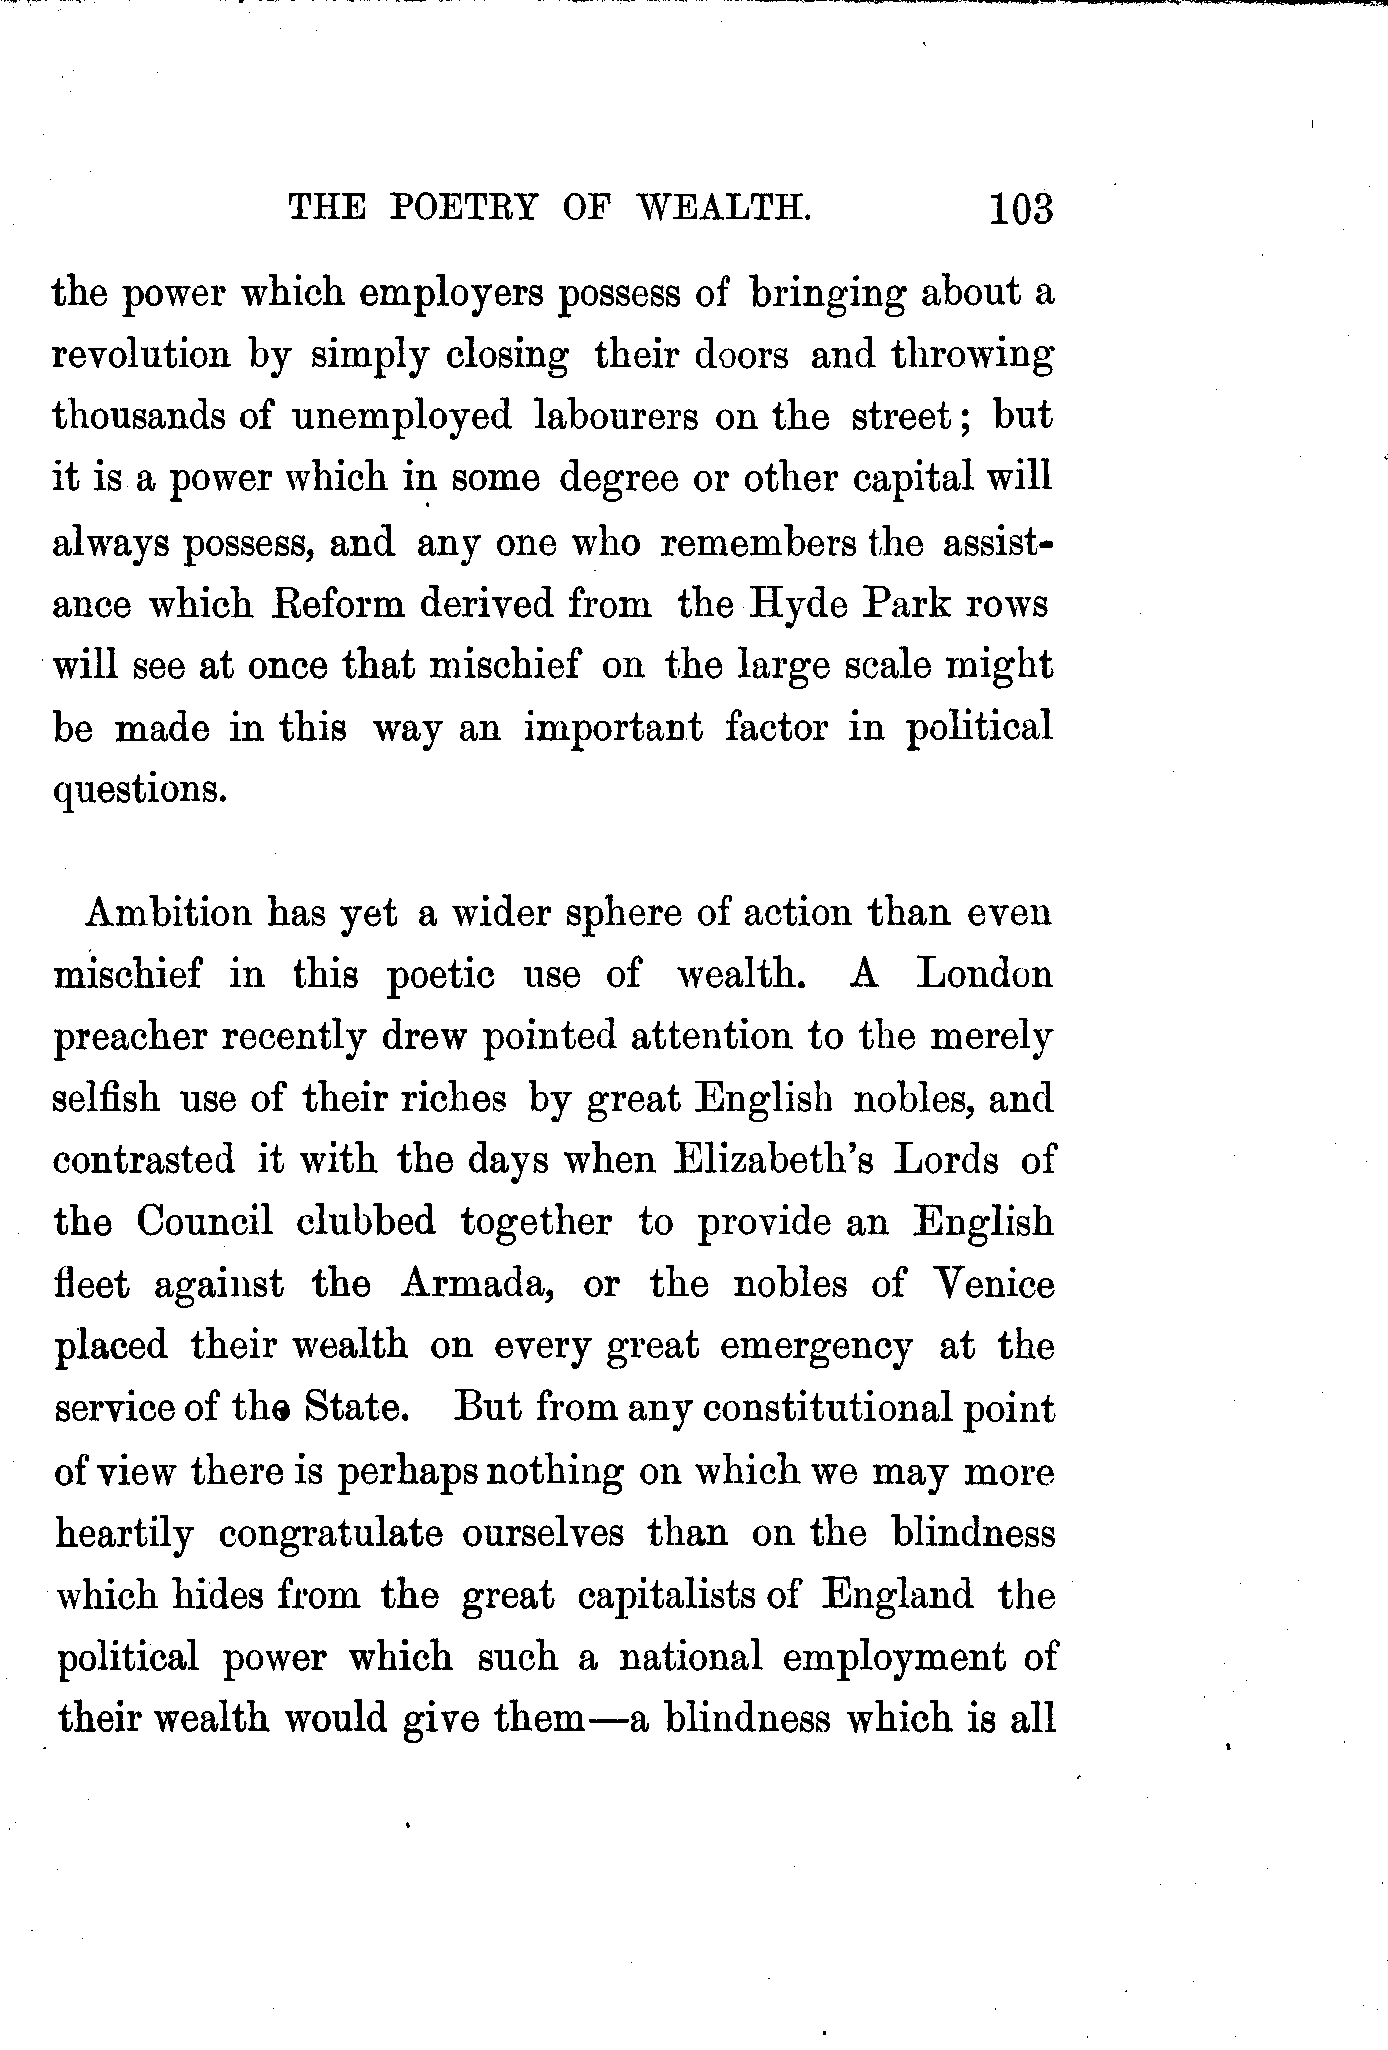 THE POETRY OF WEALTH. 103
the power which employers possess of bringing about a
revolution by simply closing their doors and throwing
thousands of unemployed labourers on the street; but
it is a power which in some degree or other capital will
always possess, and any one who remembers the assist-
ance which Reform derived from the Hyde Park rows
will see at once that mischief on the large scale might
be made in this way an important factor in political
questions.
Ambition has yet a wider sphere of action than even
mischief in this poetic use of wealth. A London
preacher recently drew pointed attention to the merely
selfish use of their riches by great English nobles, and
contrasted it with the days when Elizabeth's Lords of
the Council clubbed together to provide an English
fleet against the Armada, or the nobles of Venice
placed their wealth on every great emergency at the
service of the State. But from any constitutional point
of view there is perhaps nothing on which we may more
heartily congratulate ourselves than on the blindness
which hides from the great capitalists of England the
political power which such a national employment of
their wealth would give them—a blindness which is all